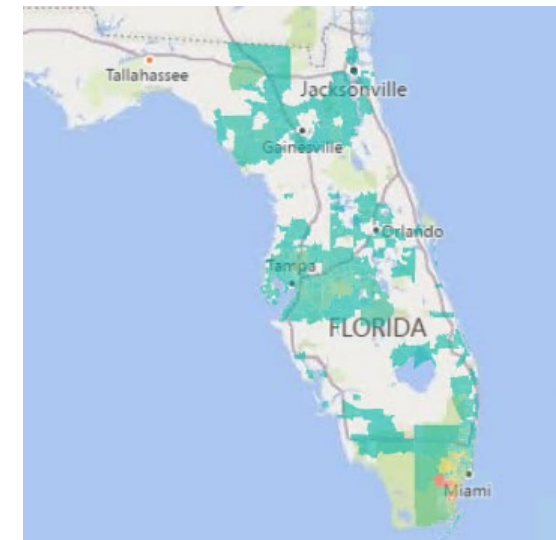 Tallahassee
Jacksonville
Gainesville
Orlando
Tampa
FLORIDA
Miami